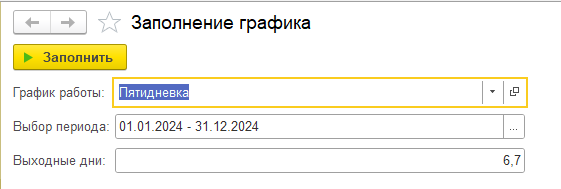 Заполнение графика
Заполнить
График работы: Пятидневка
Выбор периода: 01.01.2024 - 31.12.2024 ...
Выходные дни: 6,7